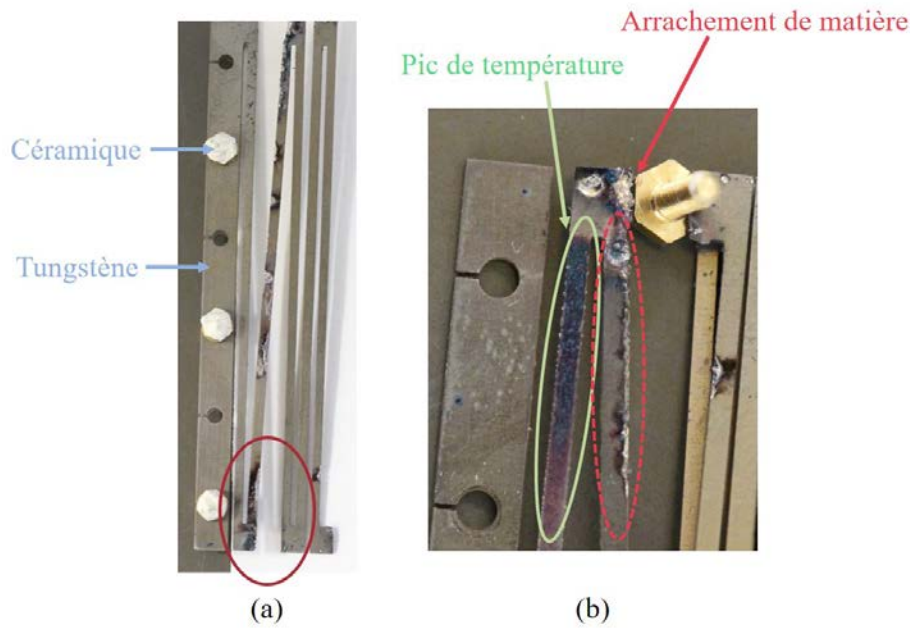 Arrachement de matière
Pic de température
Céramique
Tungstène
(a)
(b)